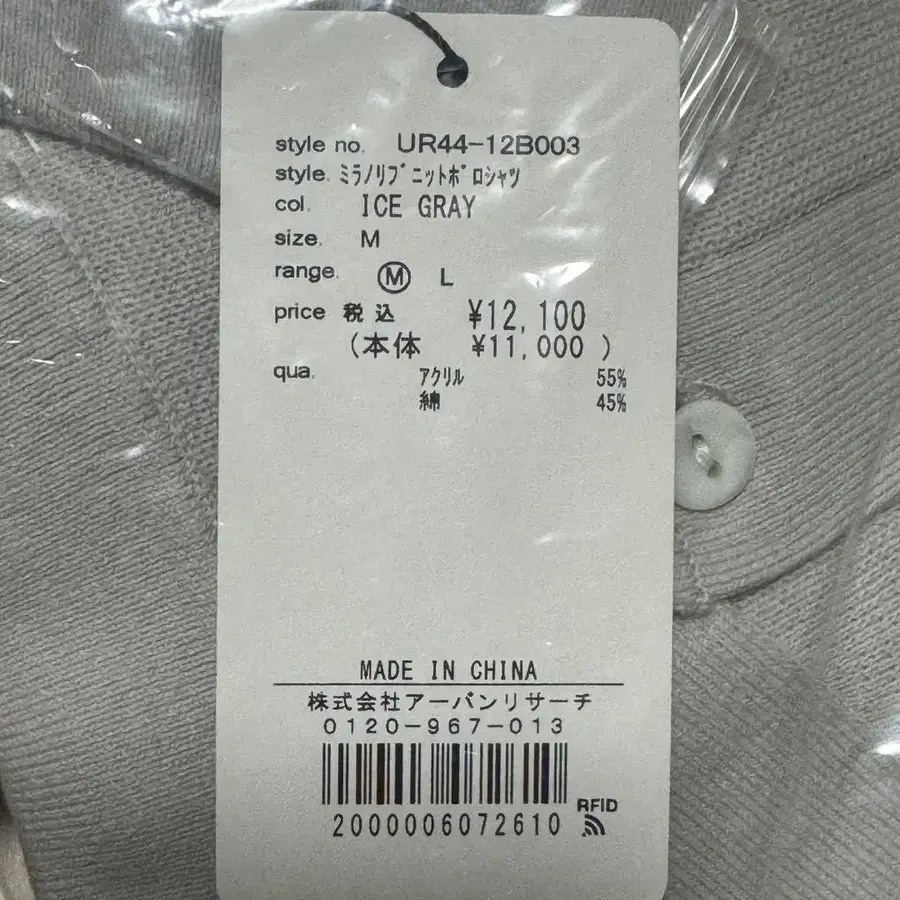 style no. UR44-12B003
style. ﾐﾗﾉﾘﾌﾞﾆｯﾄﾎﾟﾛｼｬﾂ
col. ICE GRAY
size. M
range. Ⓜ L
price 税込 ¥12,100
(本体 ¥11,000 )
qua. ｱｸﾘﾙ 55%
綿 45%
MADE IN CHINA
株式会社アーバンリサーチ
0120-967-013
RFID
2000006072610